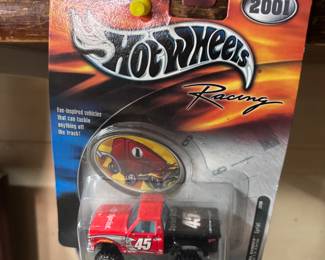 2001
Hot Wheels
Racing
Fan-inspired vehicles
that can tackle
anything off
the track!
45
45